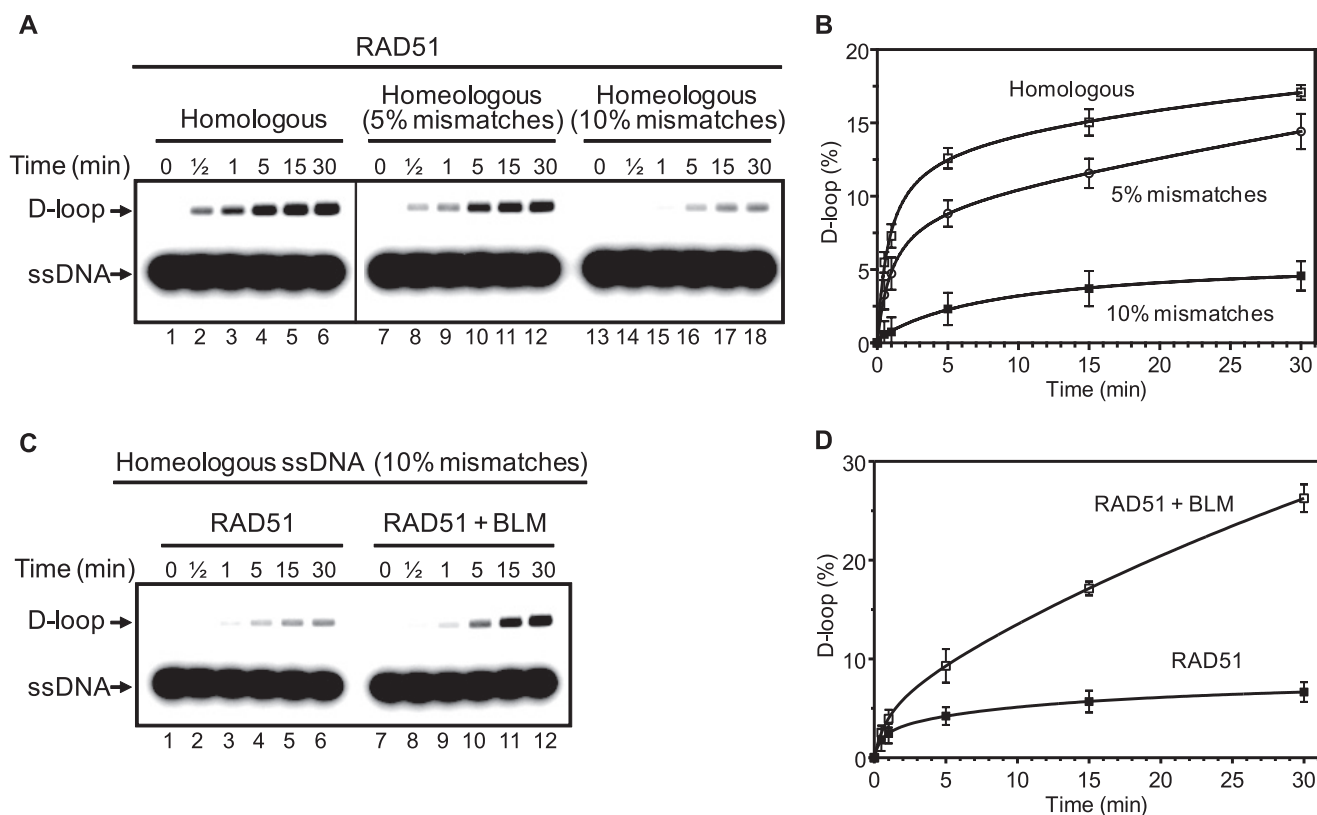 A
RAD51
Homologous
Homeologous
(5% mismatches)
Homeologous
(10% mismatches)
Time (min) 0 ½ 1 5 15 30 0 ½ 1 5 15 30 0 ½ 1 5 15 30
D-loop
ssDNA
1 2 3 4 5 6 7 8 9 10 11 12 13 14 15 16 17 18
B
20
15
10
5
0
D-loop (%)
Homologous
5% mismatches
10% mismatches
0 5 10 15 20 25 30
Time (min)
C
Homeologous ssDNA (10% mismatches)
RAD51 RAD51 + BLM
Time (min) 0 ½ 1 5 15 30 0 ½ 1 5 15 30
D-loop
ssDNA
1 2 3 4 5 6 7 8 9 10 11 12
D
30
20
10
0
D-loop (%)
RAD51 + BLM
RAD51
0 5 10 15 20 25 30
Time (min)